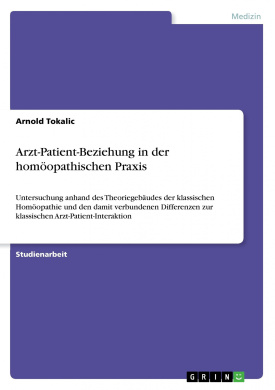 Medizin
Arnold Tokalic
Arzt-Patient-Beziehung in der
homöopathischen Praxis
Untersuchung anhand des Theoriegebäudes der klassischen
Homöopathie und den damit verbundenen Differenzen zur
klassischen Arzt-Patient-Interaktion
Studienarbeit
GRIN